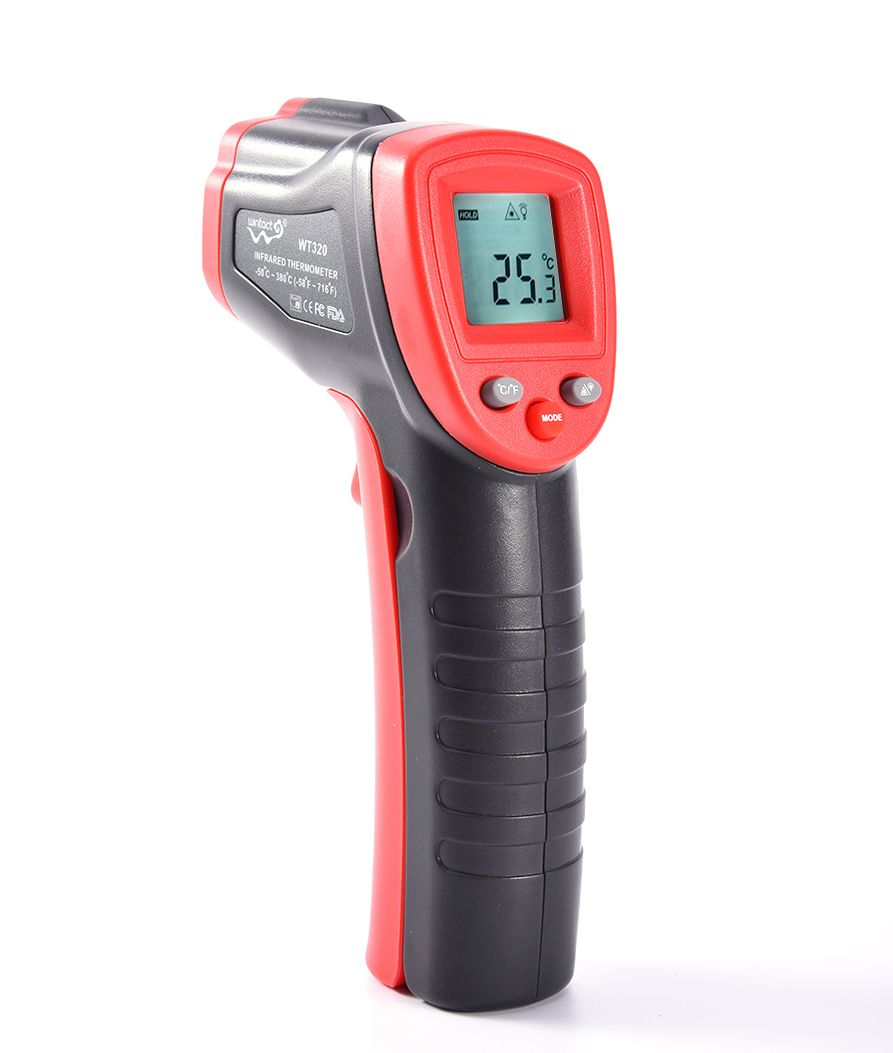 wintact®
WT320
INFRARED THERMOMETER
-50°C ~ 380°C (-58°F ~ 716°F)
CE FC FDA
HOLD
25.3 °C
°C/°F
MODE